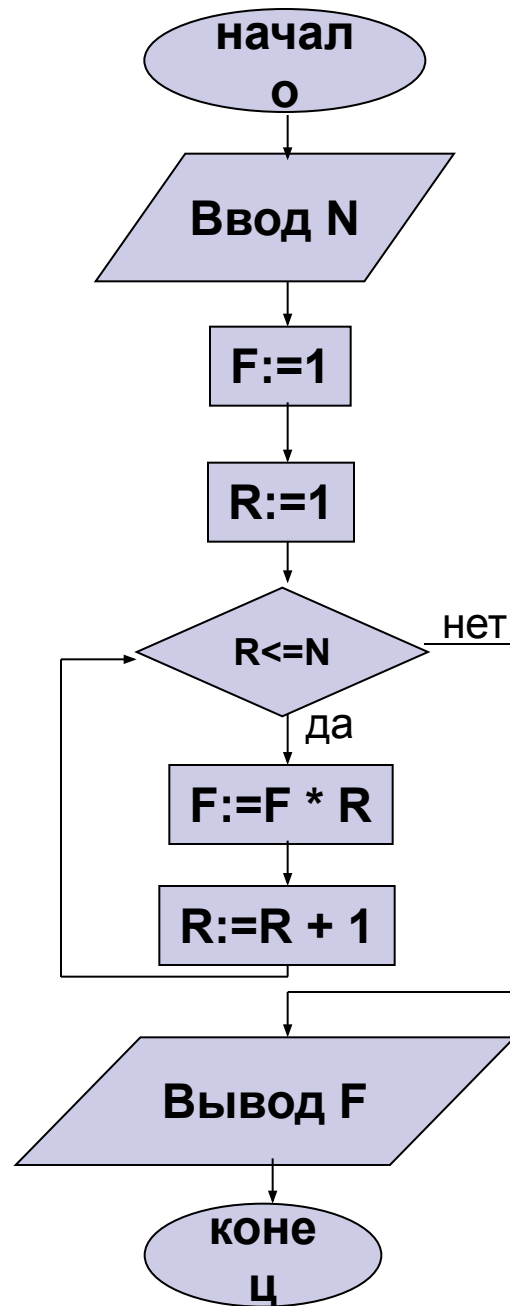 начал
о
Ввод N
F:=1
R:=1
R<=N
нет
да
F:=F * R
R:=R + 1
Вывод F
коне
ц